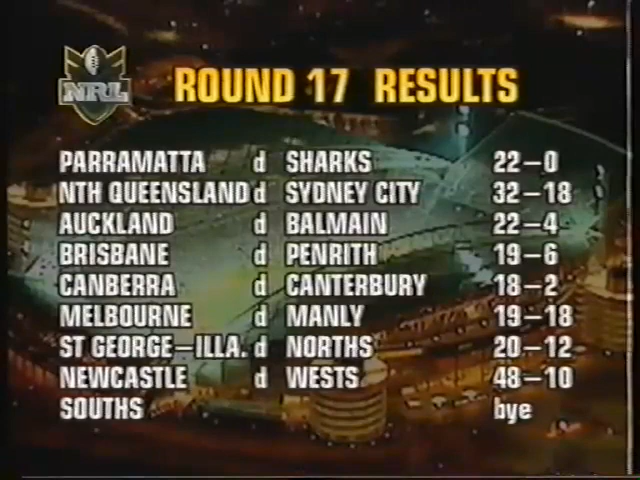 NRL ROUND 17 RESULTS
PARRAMATTA d SHARKS 22-0
NTH QUEENSLAND d SYDNEY CITY 32-18
AUCKLAND d BALMAIN 22-4
BRISBANE d PENRITH 19-6
CANBERRA d CANTERBURY 18-2
MELBOURNE d MANLY 19-18
ST GEORGE-ILLA. d NORTHS 20-12
NEWCASTLE d WESTS 48-10
SOUTHS bye